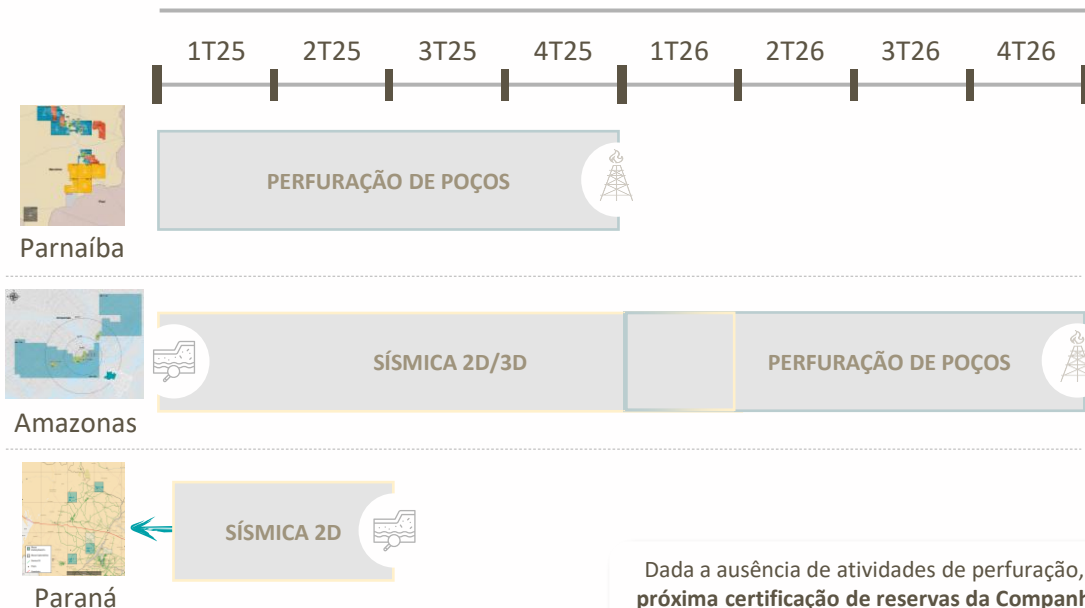 1T25 2T25 3T25 4T25 1T26 2T26 3T26 4T26
PERFURAÇÃO DE POÇOS
Parnaíba
SÍSMICA 2D/3D PERFURAÇÃO DE POÇOS
Amazonas
SÍSMICA 2D
Paraná
Dada a ausência de atividades de perfuração,
próxima certificação de reservas da Companh